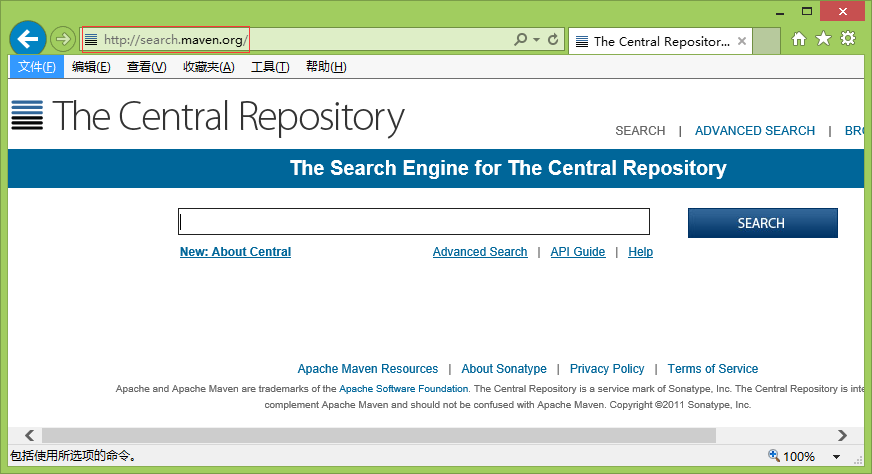 http://search.maven.org/
The Central Repositor...
文件(F) 编辑(E) 查看(V) 收藏夹(A) 工具(T) 帮助(H)
The Central Repository
SEARCH | ADVANCED SEARCH | BRO
The Search Engine for The Central Repository
SEARCH
New: About Central Advanced Search | API Guide | Help
Apache Maven Resources | About Sonatype | Privacy Policy | Terms of Service
Apache and Apache Maven are trademarks of the Apache Software Foundation. The Central Repository is a service mark of Sonatype, Inc. The Central Repository is inte
complement Apache Maven and should not be confused with Apache Maven. Copyright ©2011 Sonatype, Inc.
包括使用所选项的命令。 100%